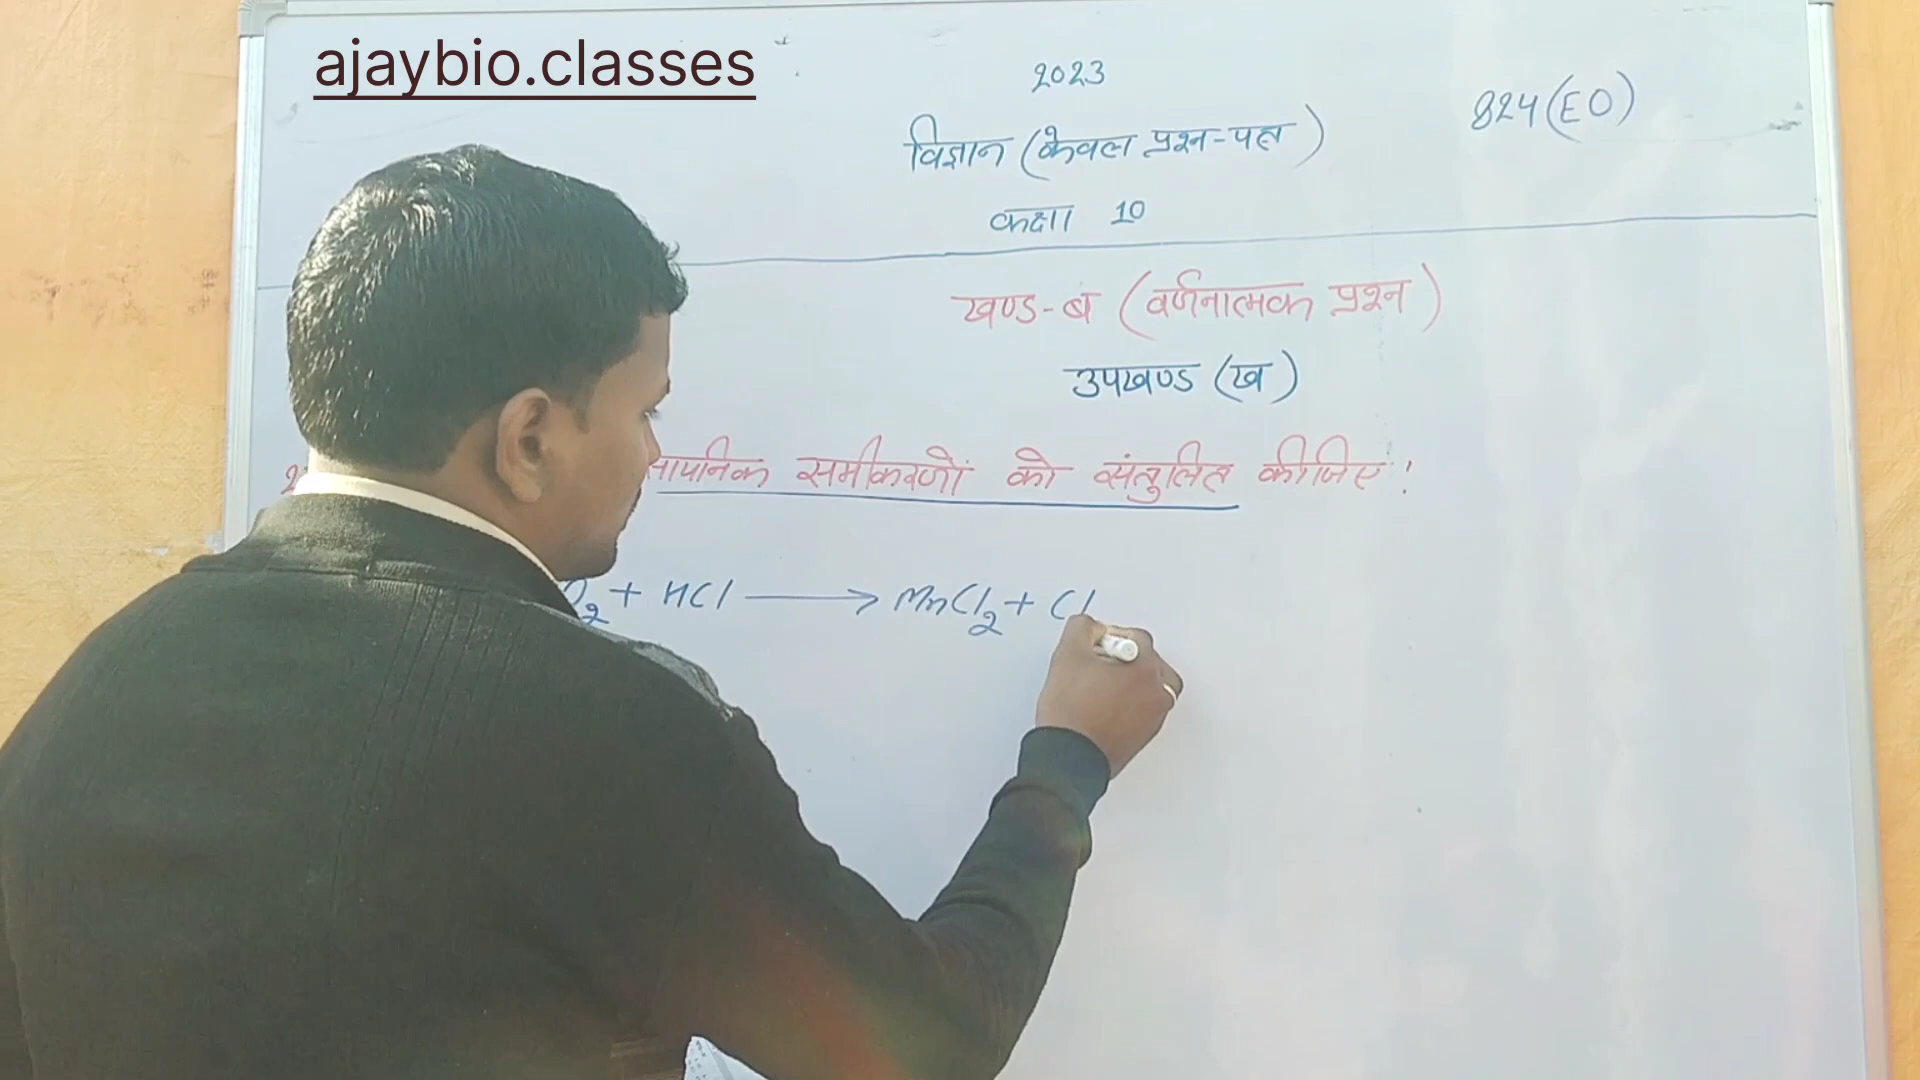 ajaybio.classes
2023
824(EO)
विज्ञान (केवल प्रश्न-पत्र)
कक्षा 10
खण्ड-ब (वर्णनात्मक प्रश्न)
उपखण्ड (ख)
समीकरणों को संतुलित कीजिए:
O2 + HCl ⟶ MnCl2 + Cl